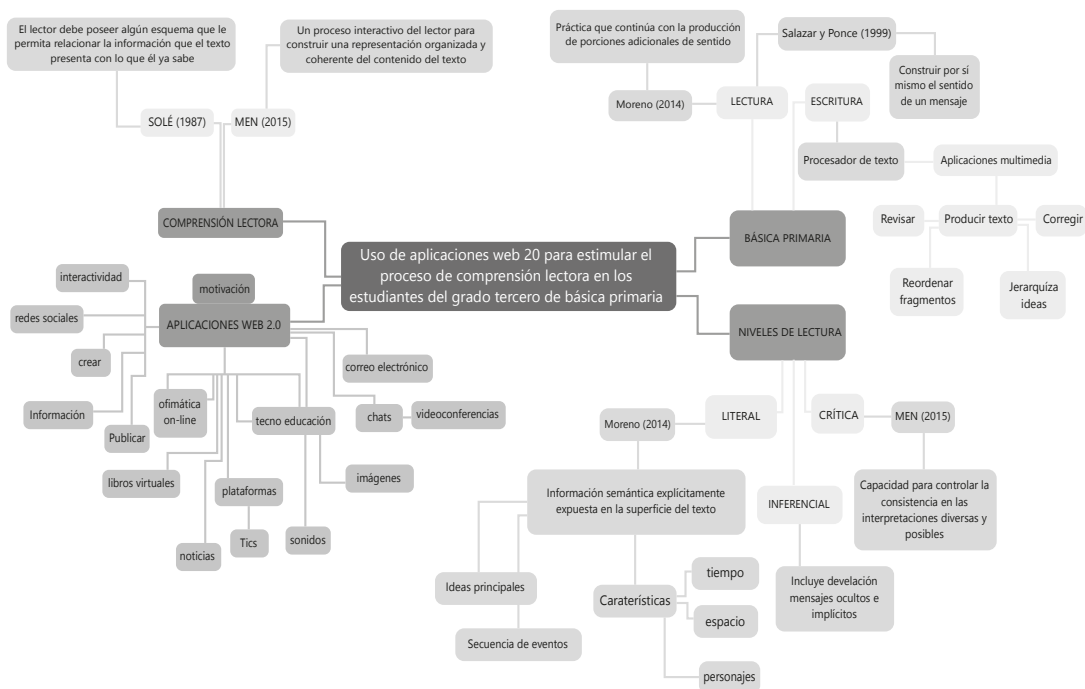 El lector debe poseer algún esquema que le
permita relacionar la información que el texto
presenta con lo que él ya sabe
Un proceso interactivo del lector para
construir una representación organizada y
coherente del contenido del texto
SOLÉ (1987)
MEN (2015)
COMPRENSIÓN LECTORA
Práctica que continúa con la producción
de porciones adicionales de sentido
Salazar y Ponce (1999)
Construir por sí
mismo el sentido
de un mensaje
Moreno (2014)
LECTURA
ESCRITURA
Procesador de texto
Aplicaciones multimedia
Revisar
Producir texto
Corregir
Reordenar
fragmentos
Jerarquíza
ideas
BÁSICA PRIMARIA
Uso de aplicaciones web 20 para estimular el
proceso de comprensión lectora en los
estudiantes del grado tercero de básica primaria
interactividad
motivación
redes sociales
APLICACIONES WEB 2.0
crear
correo electrónico
Información
ofimática
on-line
Publicar
tecno educación
chats
videoconferencias
libros virtuales
plataformas
imágenes
noticias
Tics
sonidos
NIVELES DE LECTURA
Moreno (2014)
LITERAL
CRÍTICA
MEN (2015)
Información semántica explícitamente
expuesta en la superficie del texto
INFERENCIAL
Capacidad para controlar la
consistencia en las
interpretaciones diversas y
posibles
Ideas principales
Caraterísticas
tiempo
espacio
Incluye develación
mensajes ocultos e
implícitos
Secuencia de eventos
personajes